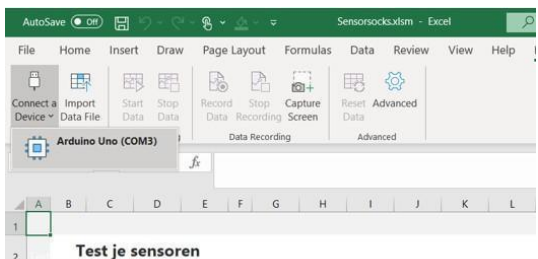 AutoSave Off Sensorsocks.xlsm - Excel
File Home Insert Draw Page Layout Formulas Data Review View Help
Connect a Import Start Stop Record Stop Capture Reset Advanced
Device Data File Data Data Data Recording Screen Data
Data Recording Advanced
Arduino Uno (COM3)
fx
A B C D E F G H I J K L
1
2 Test je sensoren